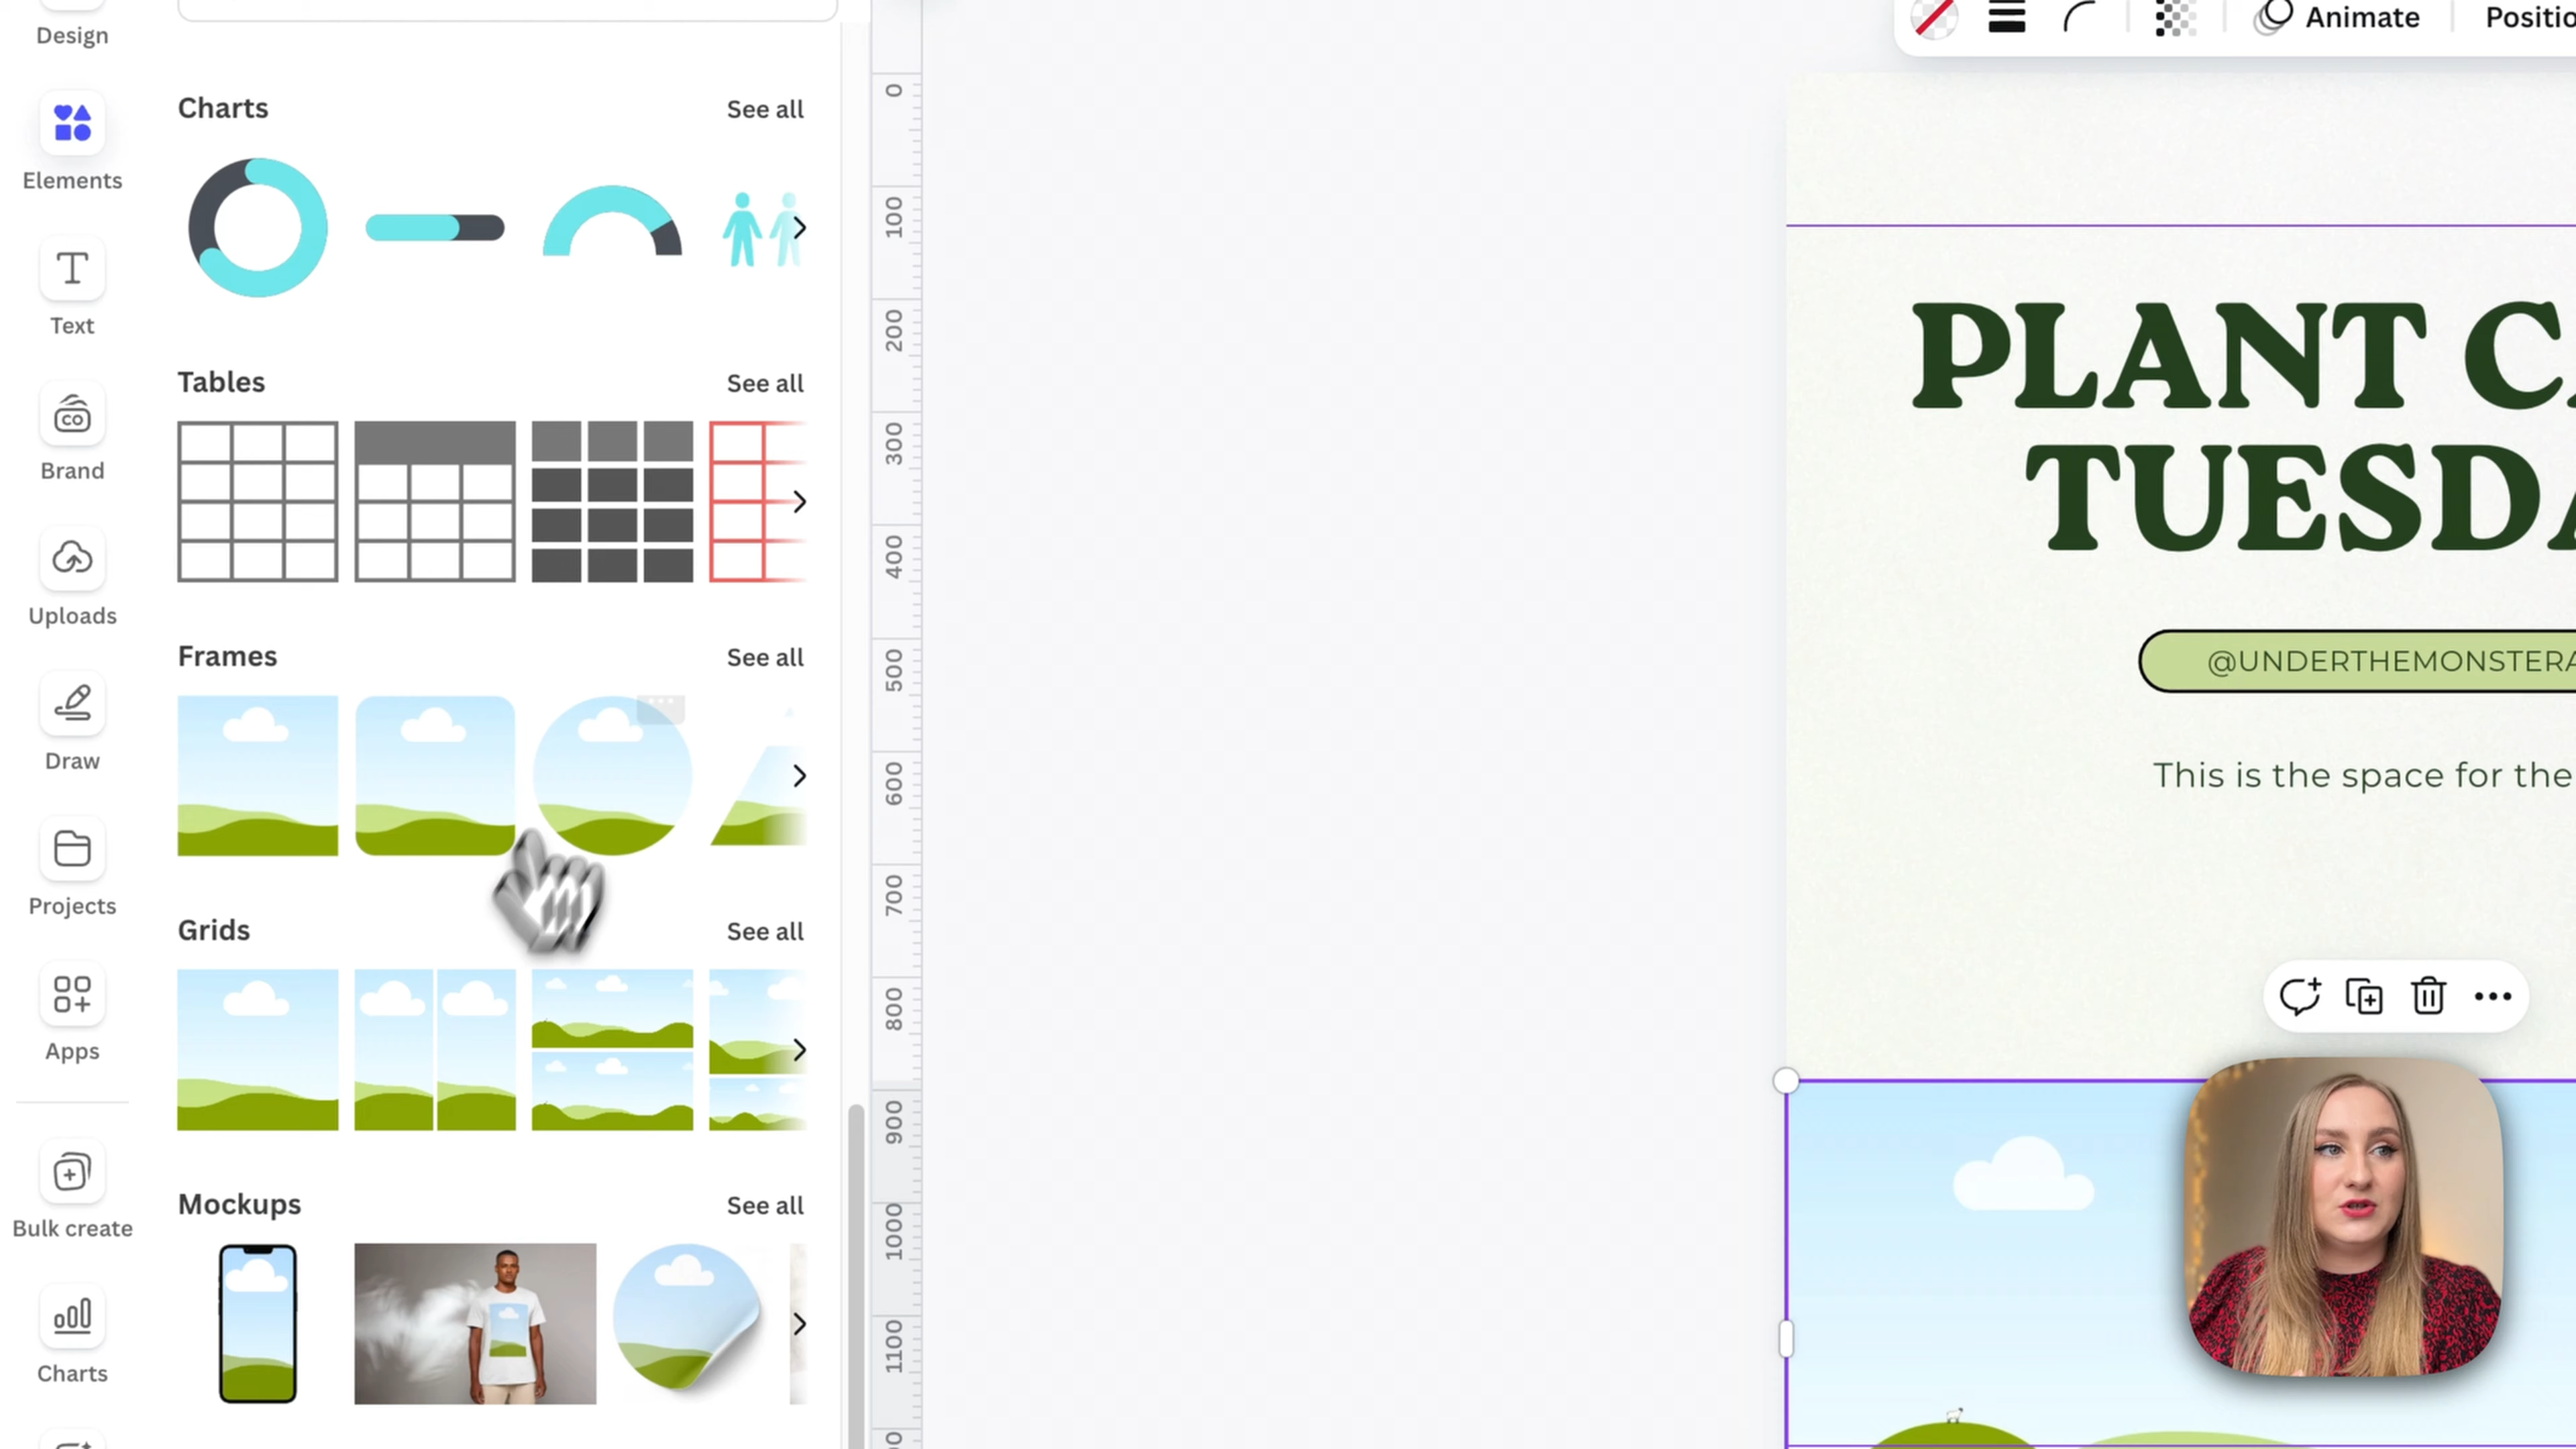 Design
Elements
Text
Brand
CO
Uploads
Draw
Projects
Apps
Bulk create
Charts
Charts See all
Tables See all
Frames See all
Grids See all
Mockups See all
0
100
200
300
400
500
600
700
800
900
1000
1100
Animate
PLANT
@UNDERTHEMONSTERA
This is the space for the